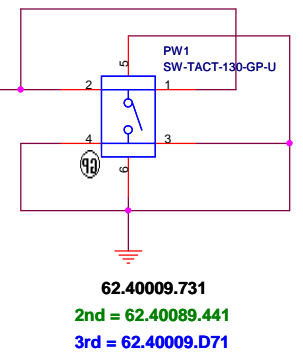 PW1
SW-TACT-130-GP-U
5
2 1
4 3
GP
6
62.40009.731
2nd = 62.40089.441
3rd = 62.40009.D71